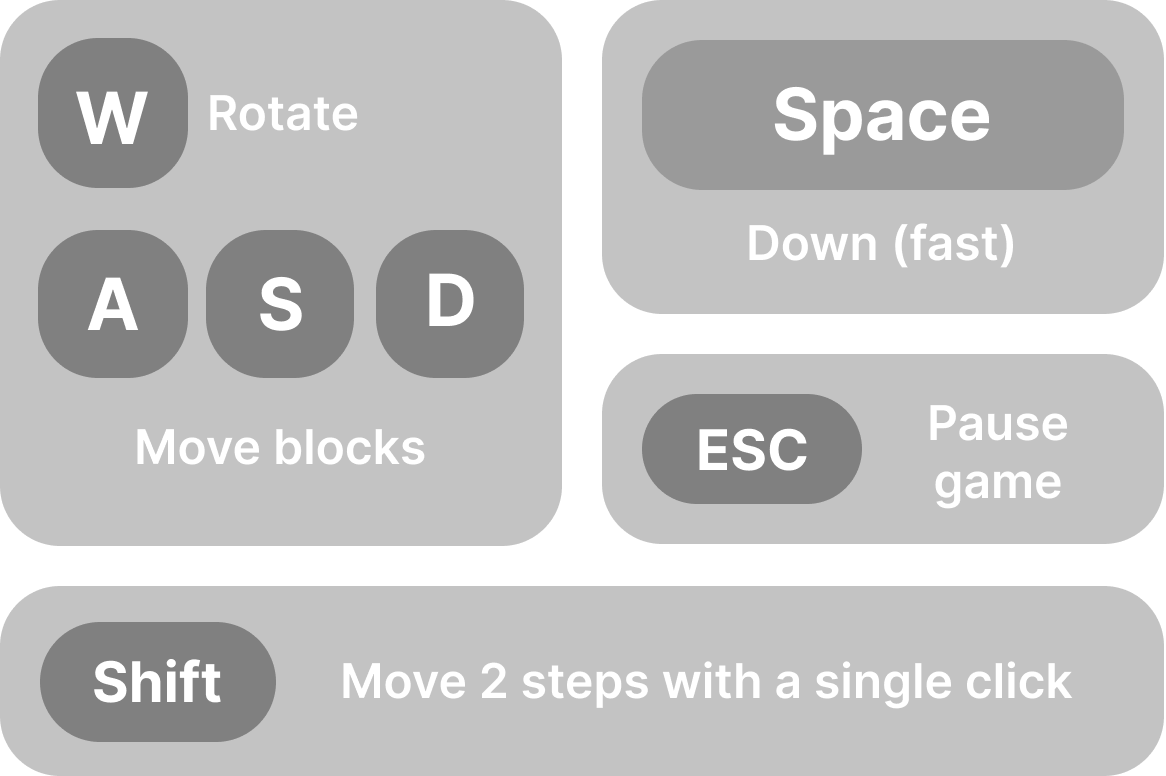 W
Rotate
A
S
D
Move blocks
Space
Down (fast)
ESC
Pause
game
Shift
Move 2 steps with a single click